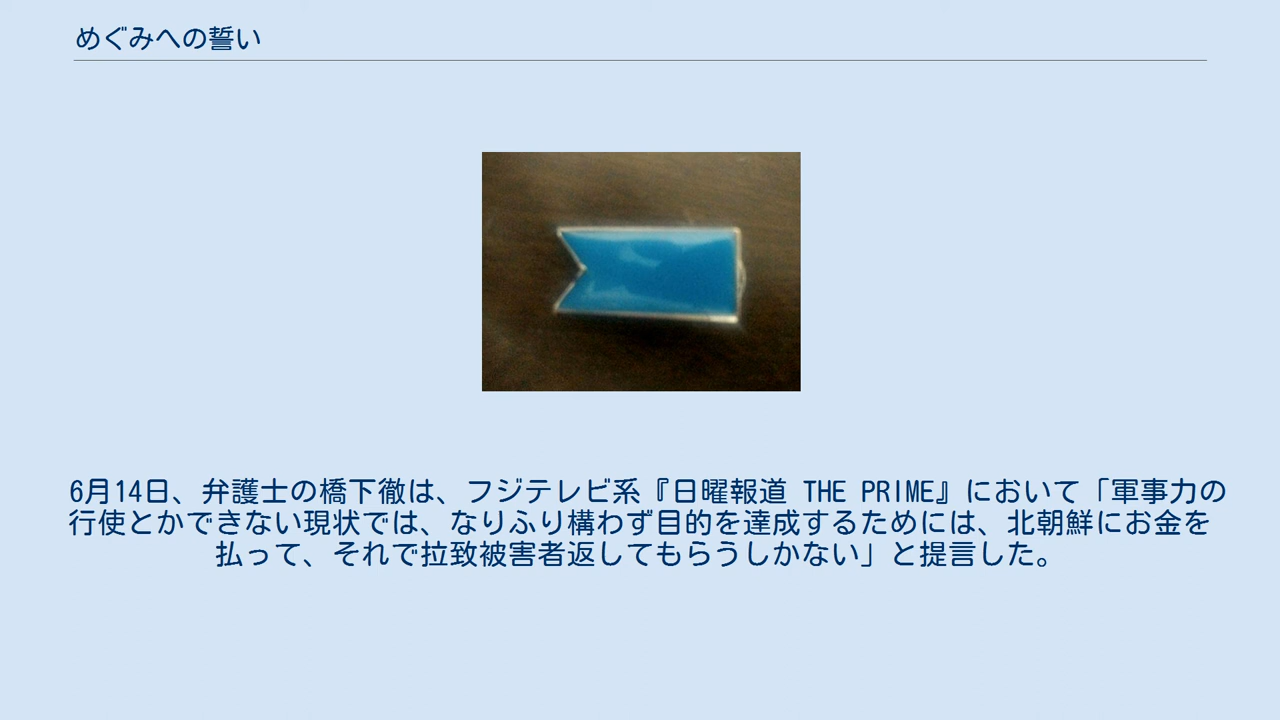 めぐみへの誓い
6月14日、弁護士の橋下徹は、フジテレビ系『日曜報道 THE PRIME』において「軍事力の
行使とかできない現状では、なりふり構わず目的を達成するためには、北朝鮮にお金を
払って、それで拉致被害者返してもらうしかない」と提言した。